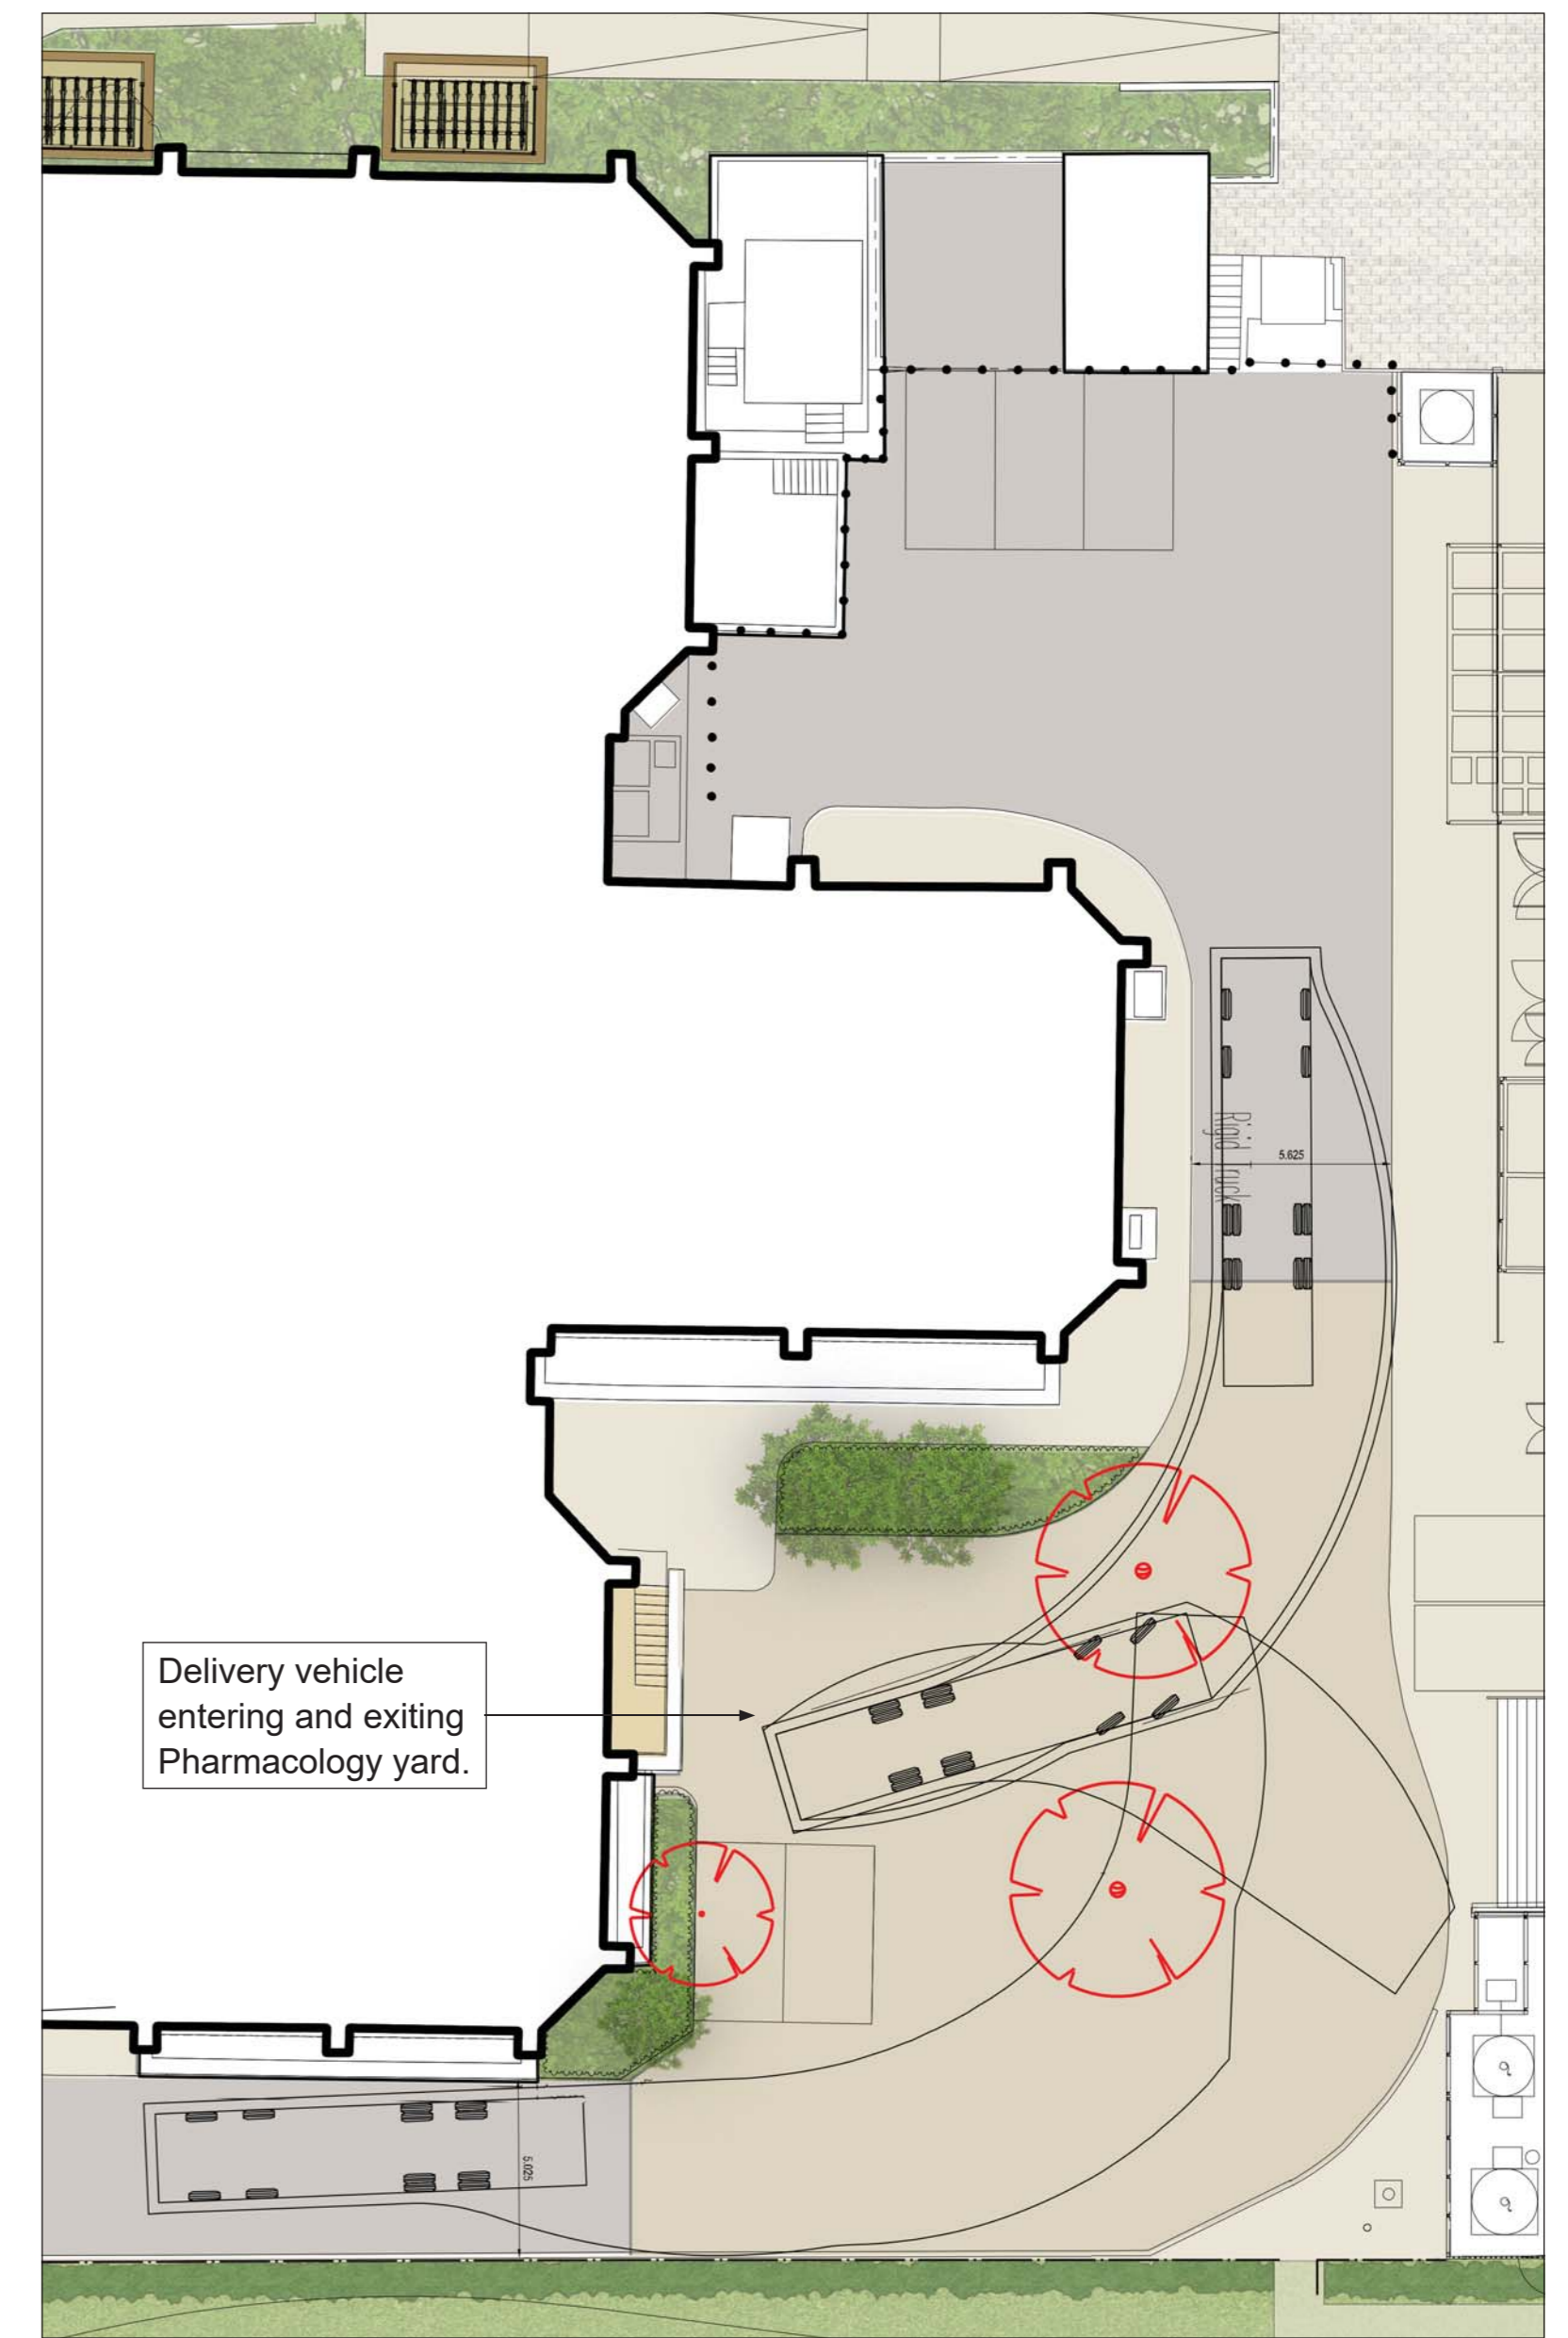 Rigid Truck
5.625
Delivery vehicle
entering and exiting
Pharmacology yard.
5.025